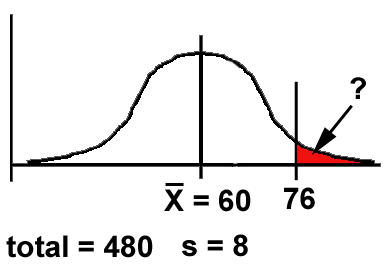 ?
X̅ = 60 76
total = 480 s = 8